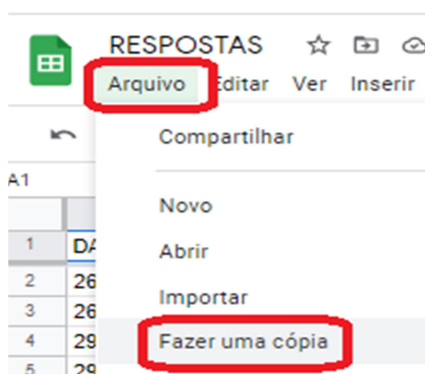 RESPOSTAS
Arquivo Editar Ver Inserir
Compartilhar
A1
Novo
1 DA
Abrir
2 26
Importar
3 26
4 29
Fazer uma cópia
5 29